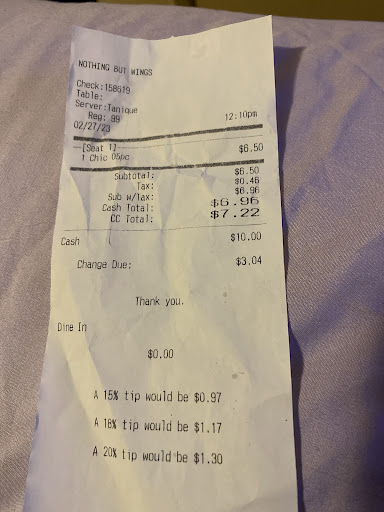 NOTHING BUT WINGS
Check:158619
Table:
Server:Tanique
Reg: 99 12:10pm
02/27/23
--[Seat 1]-- $6.50
1 Chic 05pc
Subtotal: $6.50
Tax: $0.46
Sub w/Tax: $6.96
Cash Total: $6.96
CC Total: $7.22
Cash $10.00
Change Due: $3.04
Thank you.
Dine In
$0.00
A 15% tip would be $0.97
A 18% tip would be $1.17
A 20% tip would be $1.30